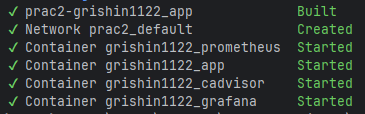 ✓ prac2-grishin1122_app Built
✓ Network prac2_default Created
✓ Container grishin1122_prometheus Started
✓ Container grishin1122_app Started
✓ Container grishin1122_cadvisor Started
✓ Container grishin1122_grafana Started